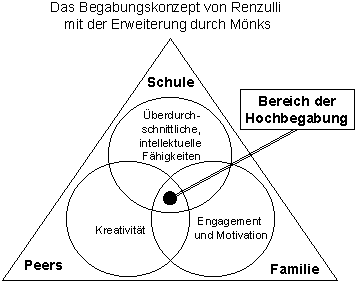 Das Begabungskonzept von Renzulli
mit der Erweiterung durch Mönks
Schule
Bereich der
Hochbegabung
Überdurch-
schnittliche,
intellektuelle
Fähigkeiten
Kreativität
Engagement
und Motivation
Peers
Familie